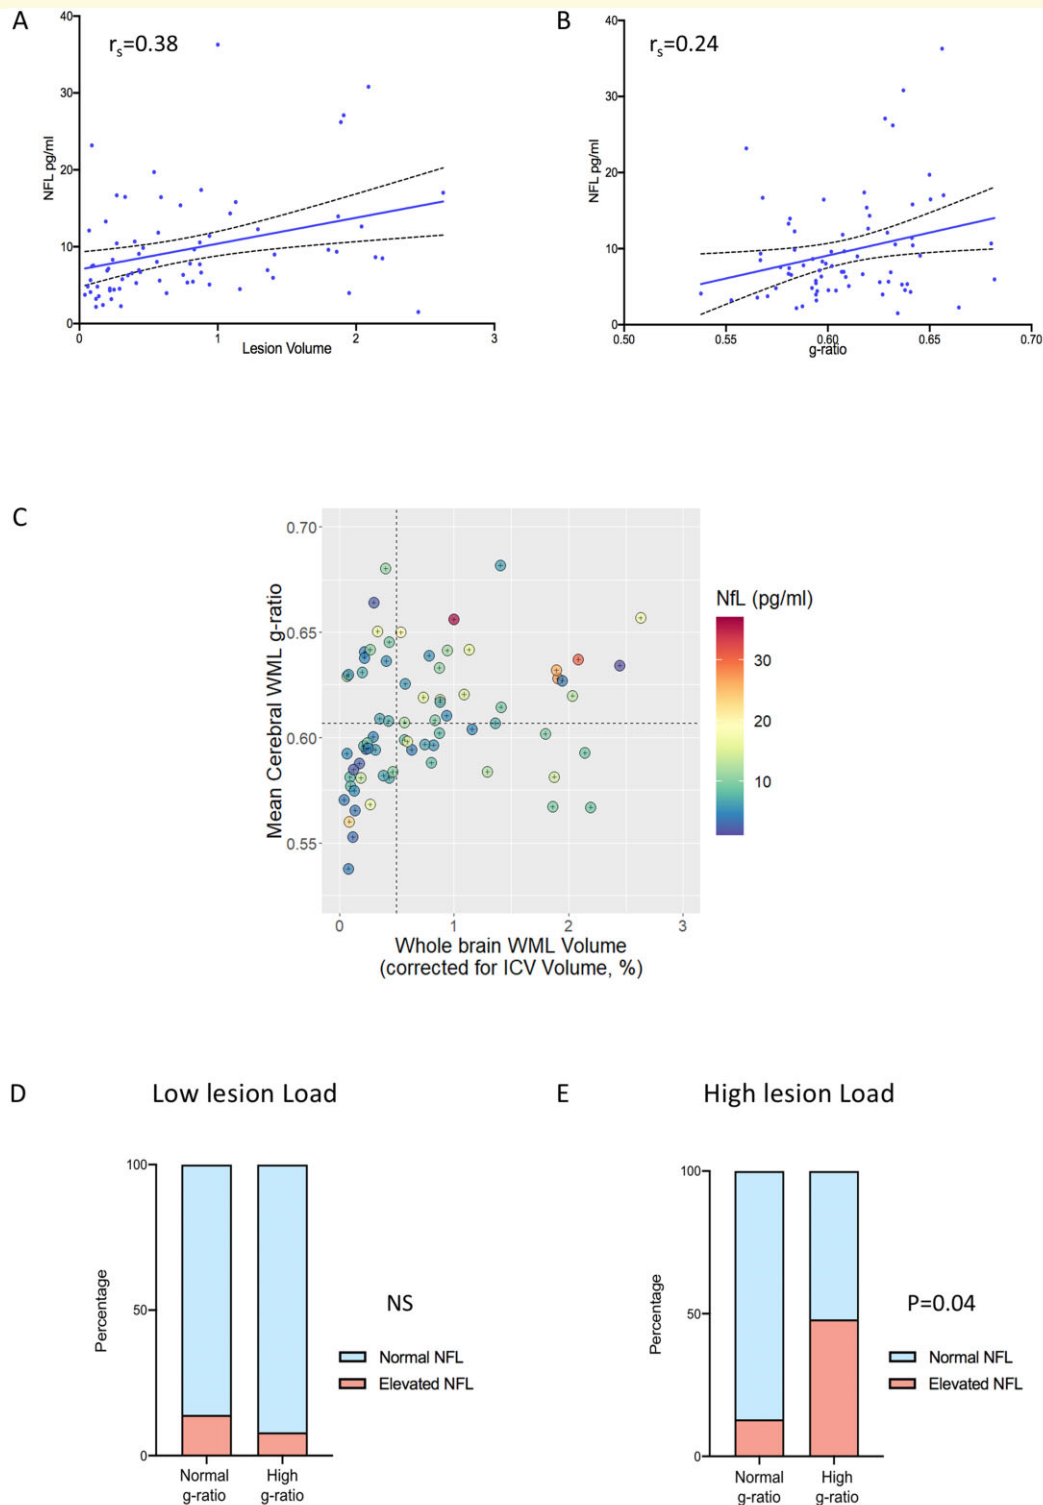 A
r_s=0.38
NFL pg/ml
40
30
20
10
0
0
1
2
3
Lesion Volume
B
r_s=0.24
NFL pg/ml
40
30
20
10
0
0.50
0.55
0.60
0.65
0.70
g-ratio
C
Mean Cerebral WML g-ratio
0.70
0.65
0.60
0.55
0
1
2
3
Whole brain WML Volume
(corrected for ICV Volume, %)
NfL (pg/ml)
30
20
10
D
Low lesion Load
Percentage
100
50
0
Normal
g-ratio
High
g-ratio
NS
Normal NFL
Elevated NFL
E
High lesion Load
Percentage
100
50
0
Normal
g-ratio
High
g-ratio
P=0.04
Normal NFL
Elevated NFL